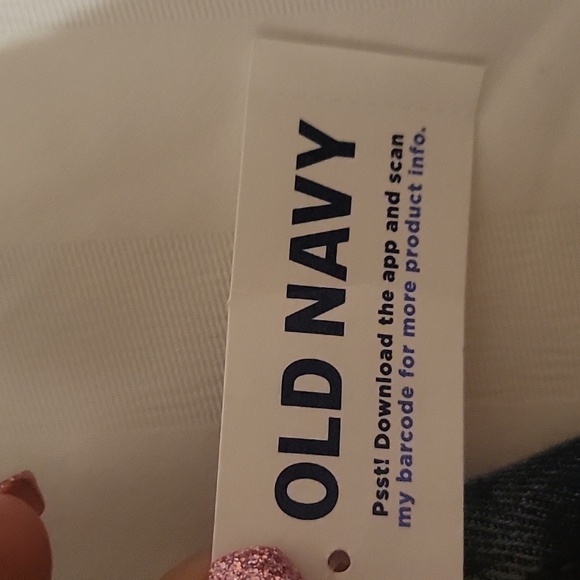 OLD NAVY
Psst! Download the app and scan
my barcode for more product info.